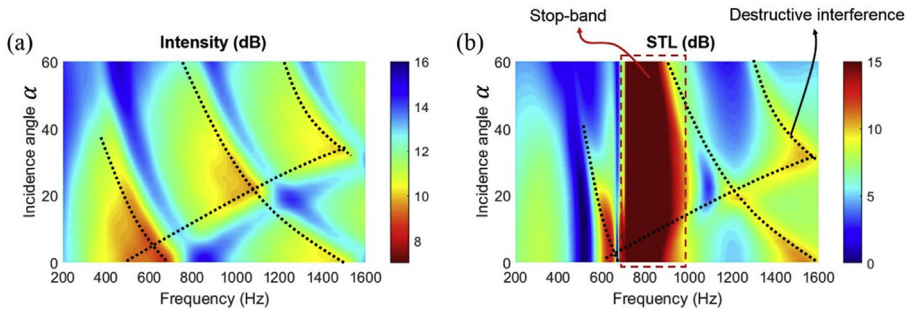 Stop-band
Destructive interference
(a)
Intensity (dB)
(b)
STL (dB)
Incidence angle α
60
40
20
0
200 400 600 800 1000 1200 1400 1600
Frequency (Hz)
16
14
12
10
8
Incidence angle α
60
40
20
0
200 400 600 800 1000 1200 1400 1600
Frequency (Hz)
15
10
5
0